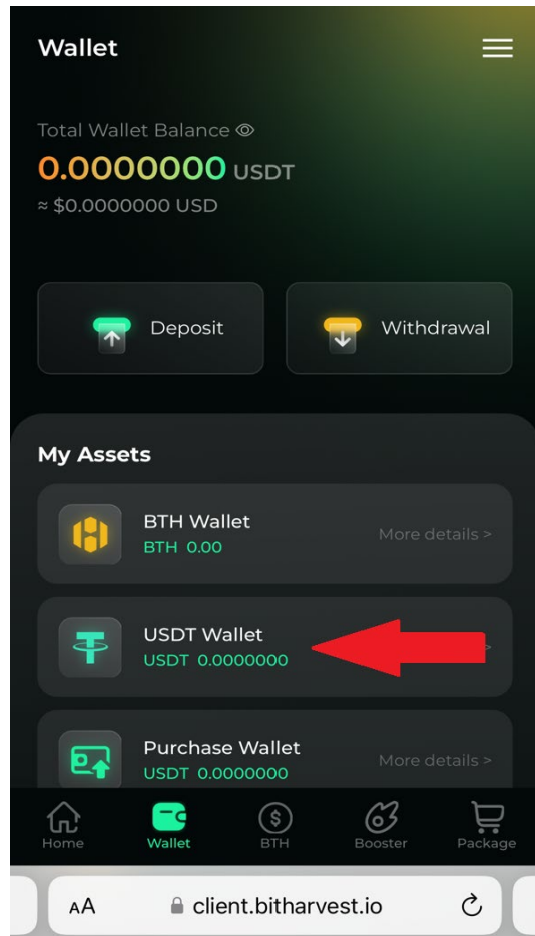 Wallet
Total Wallet Balance
0.0000000 USDT
≈ $0.0000000 USD
Deposit
Withdrawal
My Assets
BTH Wallet
BTH 0.00
More details >
USDT Wallet
USDT 0.0000000
>
Purchase Wallet
USDT 0.0000000
More details >
Home
Wallet
BTH
Booster
Package
AA
client.bitharvest.io